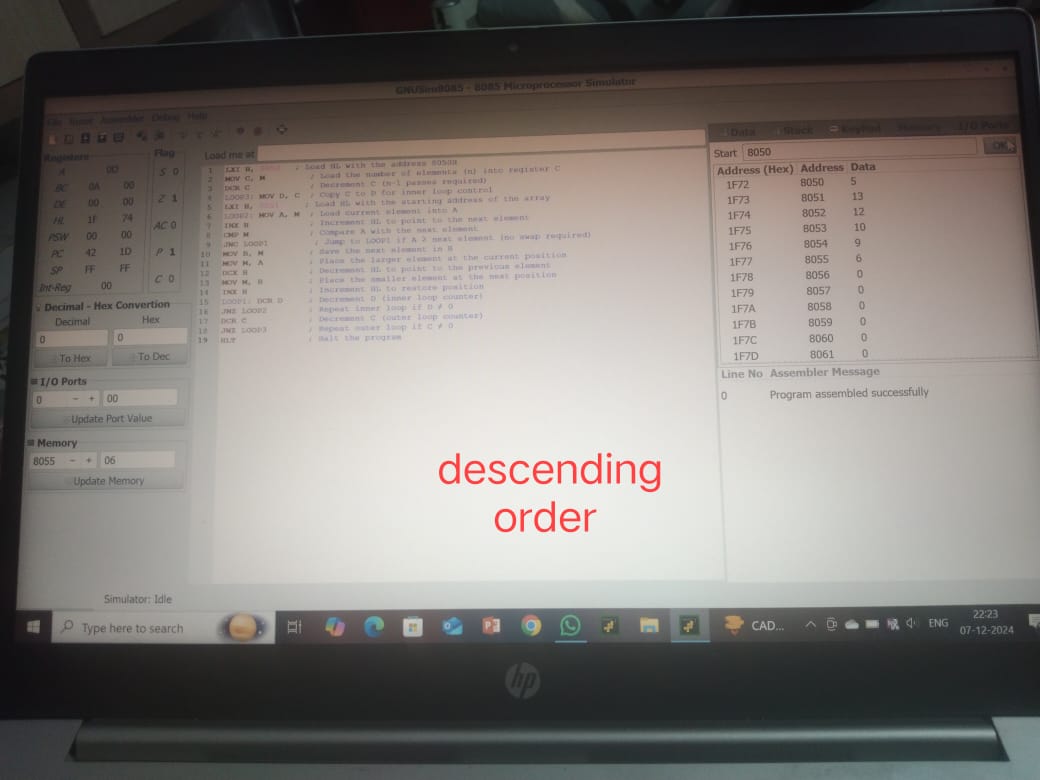 GNUSim8085 - 8085 Microprocessor Simulator
File Reset Assembler Debug Help
Registers
Flag
A 0D
BC 0A 00
DE 00 00
HL 1F 74
PSW 00 00
PC 42 1D
SP FF FF
Int-Reg 00
S 0
Z 1
AC 0
P 1
C 0
Decimal - Hex Convertion
Decimal Hex
0 0
To Hex To Dec
I/O Ports
0 - + 00
Update Port Value
Memory
8055 - + 06
Update Memory
Simulator: Idle
Load me at
1 LXI H, ; Load HL with the address 8050H
2 MOV C, M ; Load the number of elements (n) into register C
3 DCR C ; Decrement C (n-1 passes required)
4 LOOP3: MOV D, C ; Copy C to D for inner loop control
5 LXI H, ; Load HL with the starting address of the array
6 LOOP2: MOV A, M ; Load current element into A
7 INX H ; Increment HL to point to the next element
8 CMP M ; Compare A with the next element
9 JNC LOOP1 ; Jump to LOOP1 if A ≥ next element (no swap required)
10 MOV B, M ; Save the next element in B
11 MOV M, A ; Place the larger element at the current position
12 DCX H ; Decrement HL to point to the previous element
13 MOV M, B ; Place the smaller element at the next position
14 INX H ; Increment HL to restore position
15 LOOP1: DCR D ; Decrement D (inner loop counter)
16 JNZ LOOP2 ; Repeat inner loop if D ≠ 0
17 DCR C ; Decrement C (outer loop counter)
18 JNZ LOOP3 ; Repeat outer loop if C ≠ 0
19 HLT ; Halt the program
descending
order
Data Stack KeyPad Memory I/O Ports
Start 8050 OK
Address (Hex) Address Data
1F72 8050 5
1F73 8051 13
1F74 8052 12
1F75 8053 10
1F76 8054 9
1F77 8055 6
1F78 8056 0
1F79 8057 0
1F7A 8058 0
1F7B 8059 0
1F7C 8060 0
1F7D 8061 0
Line No Assembler Message
0 Program assembled successfully
Type here to search
CAD...
ENG
22:23
07-12-2024
hp